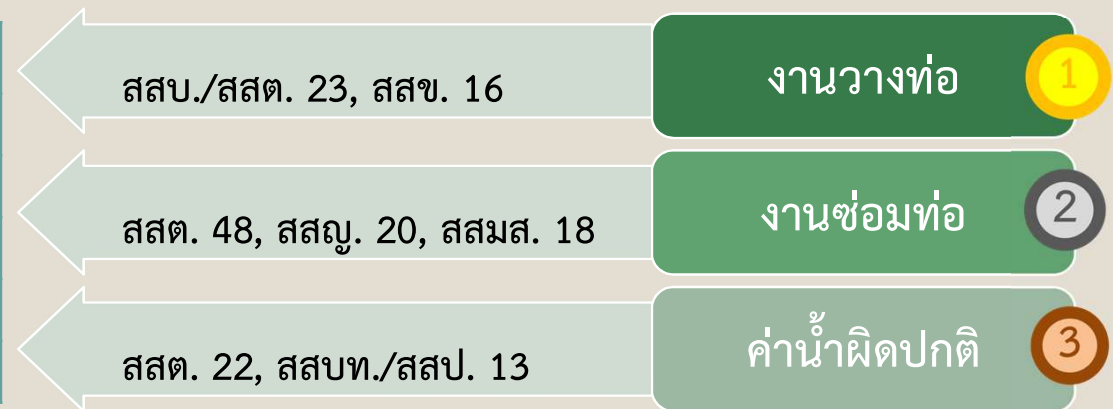 สสบ./สสต. 23, สสข. 16
งานวางท่อ
1
สสต. 48, สสญ. 20, สสมส. 18
งานซ่อมท่อ
2
สสต. 22, สสบท./สสป. 13
ค่าน้ำผิดปกติ
3